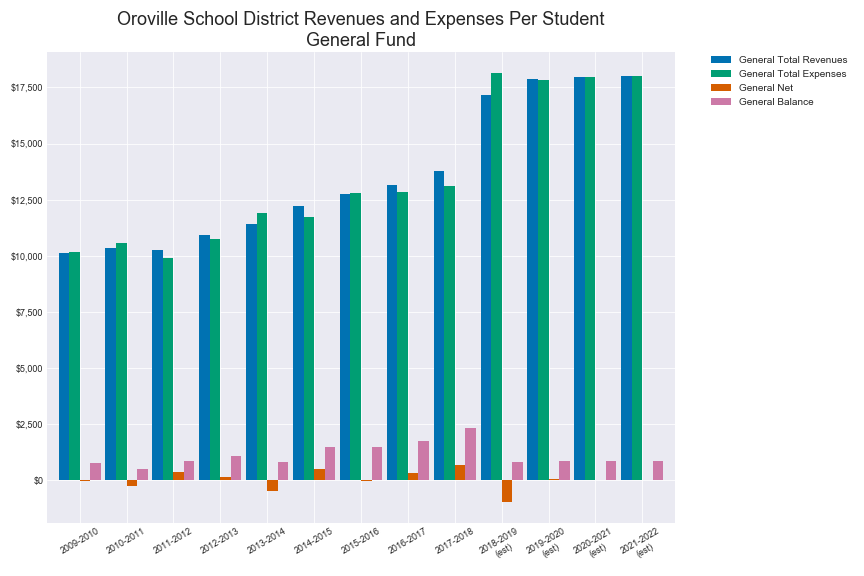 Oroville School District Revenues and Expenses Per Student
General Fund
General Total Revenues
General Total Expenses
General Net
General Balance
$17,500
$15,000
$12,500
$10,000
$7,500
$5,000
$2,500
$0
2009-2010
2010-2011
2011-2012
2012-2013
2013-2014
2014-2015
2015-2016
2016-2017
2017-2018
2018-2019
(est)
2019-2020
(est)
2020-2021
(est)
2021-2022
(est)